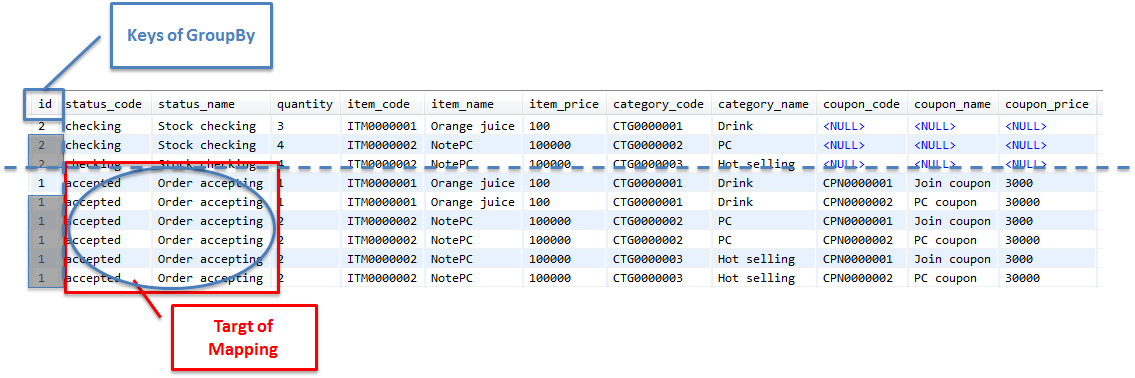 Keys of GroupBy
id status_code status_name quantity item_code item_name item_price category_code category_name coupon_code coupon_name coupon_price
2 checking Stock checking 3 ITM0000001 Orange juice 100 CTG0000001 Drink <NULL> <NULL> <NULL>
2 checking Stock checking 4 ITM0000002 NotePC 100000 CTG0000002 PC <NULL> <NULL> <NULL>
2 checking Stock checking 4 ITM0000002 NotePC 100000 CTG0000003 Hot selling <NULL> <NULL> <NULL>
1 accepted Order accepting 1 ITM0000001 Orange juice 100 CTG0000001 Drink CPN0000001 Join coupon 3000
1 accepted Order accepting 1 ITM0000001 Orange juice 100 CTG0000001 Drink CPN0000002 PC coupon 30000
1 accepted Order accepting 2 ITM0000002 NotePC 100000 CTG0000002 PC CPN0000001 Join coupon 3000
1 accepted Order accepting 2 ITM0000002 NotePC 100000 CTG0000002 PC CPN0000002 PC coupon 30000
1 accepted Order accepting 2 ITM0000002 NotePC 100000 CTG0000003 Hot selling CPN0000001 Join coupon 3000
1 accepted Order accepting 2 ITM0000002 NotePC 100000 CTG0000003 Hot selling CPN0000002 PC coupon 30000
Targt of
Mapping